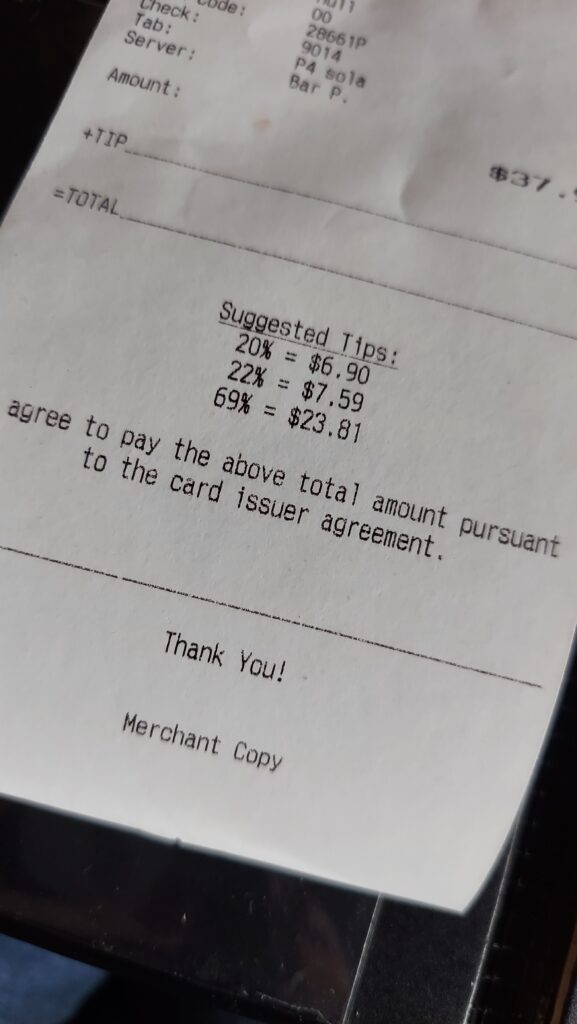 Code:
Check: 00
Tab: 28661P
Server: 9014
P4 sola
Amount: Bar P.
$37.
+TIP
=TOTAL
Suggested Tips:
20% = $6.90
22% = $7.59
69% = $23.81
agree to pay the above total amount pursuant
to the card issuer agreement.
Thank You!
Merchant Copy